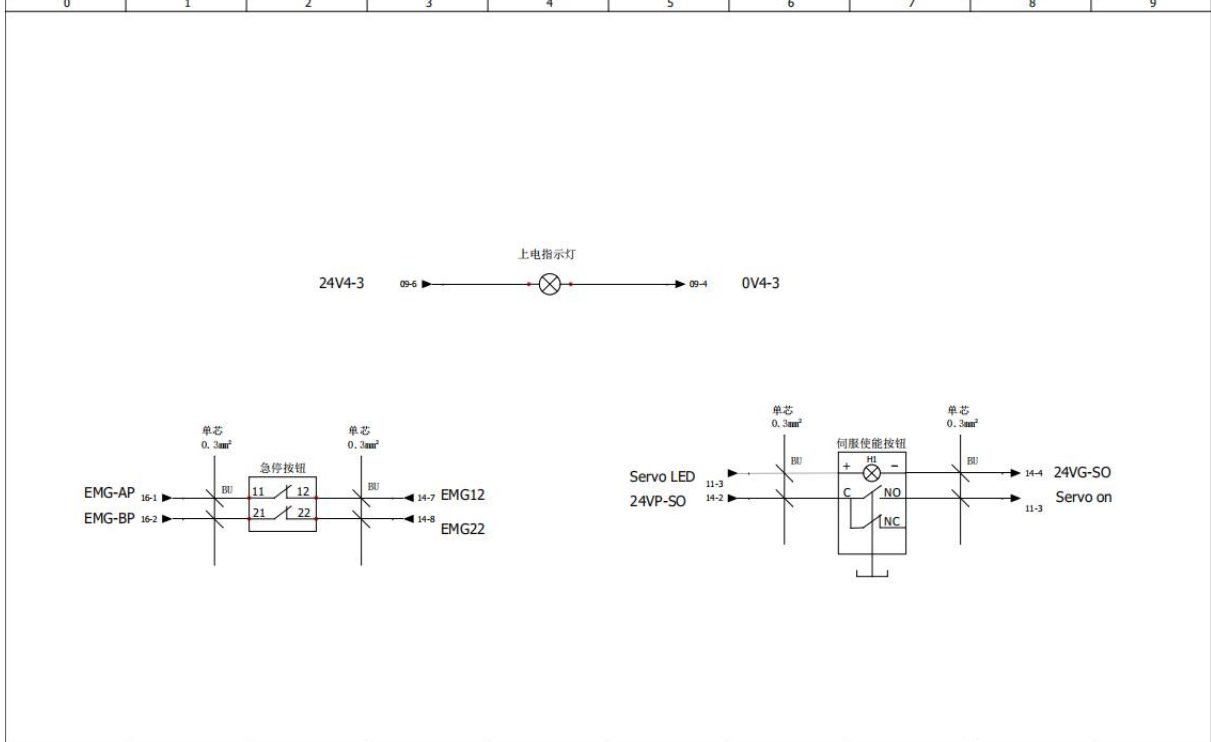 0 1 2 3 4 5 6 7 8 9
上电指示灯
24V4-3 09-6 09-4 0V4-3
单芯
0.3mm²
单芯
0.3mm²
急停按钮
BU
BU
EMG-AP 16-1 11 12 14-7 EMG12
EMG-BP 16-2 21 22 14-8 EMG22
单芯
0.3mm²
单芯
0.3mm²
伺服使能按钮
BU
BU
Servo LED 11-3 + H1 - 14-4 24VG-SO
24VP-SO 14-2 C NO 11-3 Servo on
NC